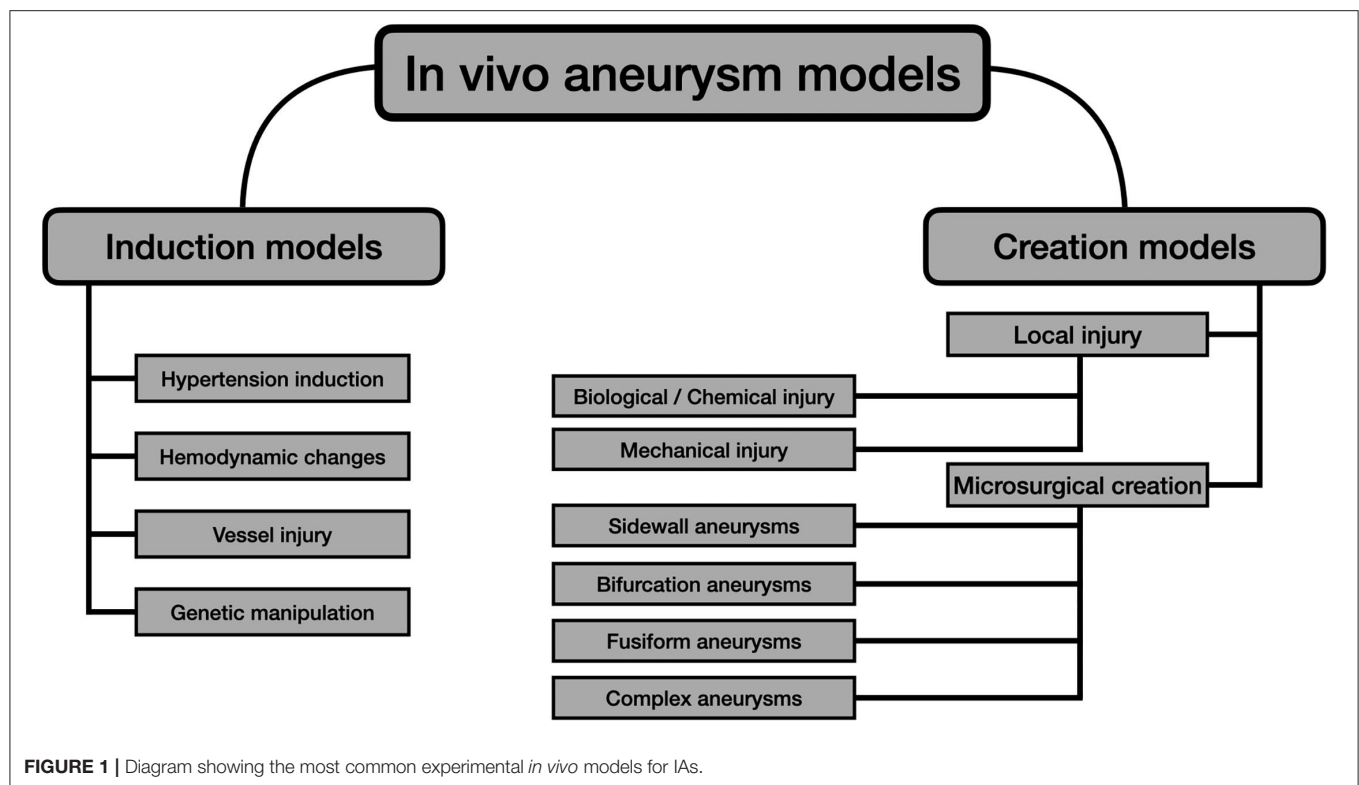 In vivo aneurysm models
Induction models
Hypertension induction
Hemodynamic changes
Vessel injury
Genetic manipulation
Creation models
Local injury
Biological / Chemical injury
Mechanical injury
Microsurgical creation
Sidewall aneurysms
Bifurcation aneurysms
Fusiform aneurysms
Complex aneurysms
FIGURE 1 | Diagram showing the most common experimental in vivo models for IAs.